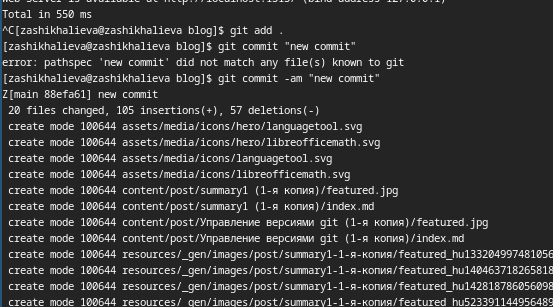 Web Server is available at http://localhost:1313/ (bind address 127.0.0.1)
Total in 550 ms
^C[zashikhalieva@zashikhalieva blog]$ git add .
[zashikhalieva@zashikhalieva blog]$ git commit "new commit"
error: pathspec 'new commit' did not match any file(s) known to git
[zashikhalieva@zashikhalieva blog]$ git commit -am "new commit"
Z[main 88efa61] new commit
20 files changed, 105 insertions(+), 57 deletions(-)
create mode 100644 assets/media/icons/hero/languagetool.svg
create mode 100644 assets/media/icons/hero/libreofficemath.svg
create mode 100644 assets/media/icons/languagetool.svg
create mode 100644 assets/media/icons/libreofficemath.svg
create mode 100644 content/post/summary1 (1-я копия)/featured.jpg
create mode 100644 content/post/summary1 (1-я копия)/index.md
create mode 100644 content/post/Управление версиями git (1-я копия)/featured.jpg
create mode 100644 content/post/Управление версиями git (1-я копия)/index.md
create mode 100644 resources/_gen/images/post/summary1-1-я-копия/featured_hu133204997481056
create mode 100644 resources/_gen/images/post/summary1-1-я-копия/featured_hu140463718265818
create mode 100644 resources/_gen/images/post/summary1-1-я-копия/featured_hu142818786056098
create mode 100644 resources/_gen/images/post/summary1-1-я-копия/featured_hu523391144956456